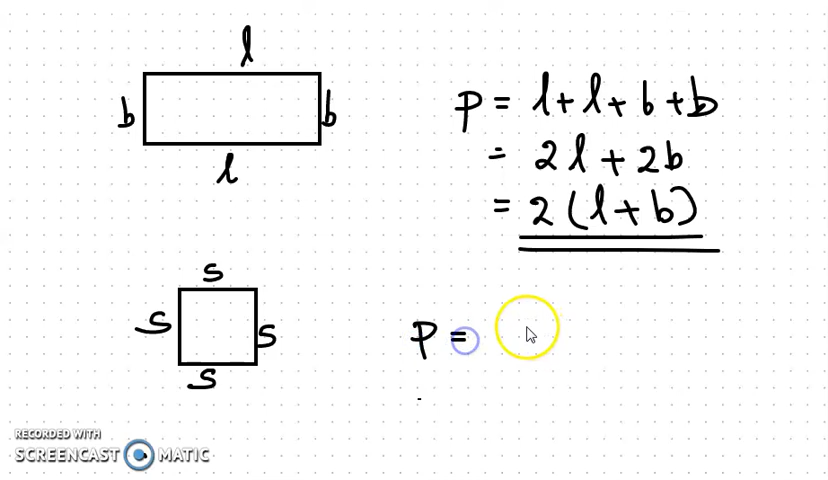 l
b
b
l
P = l + l + b + b
= 2l + 2b
= 2 (l + b)
s
s
s
s
P =
RECORDED WITH
SCREENCAST MATIC